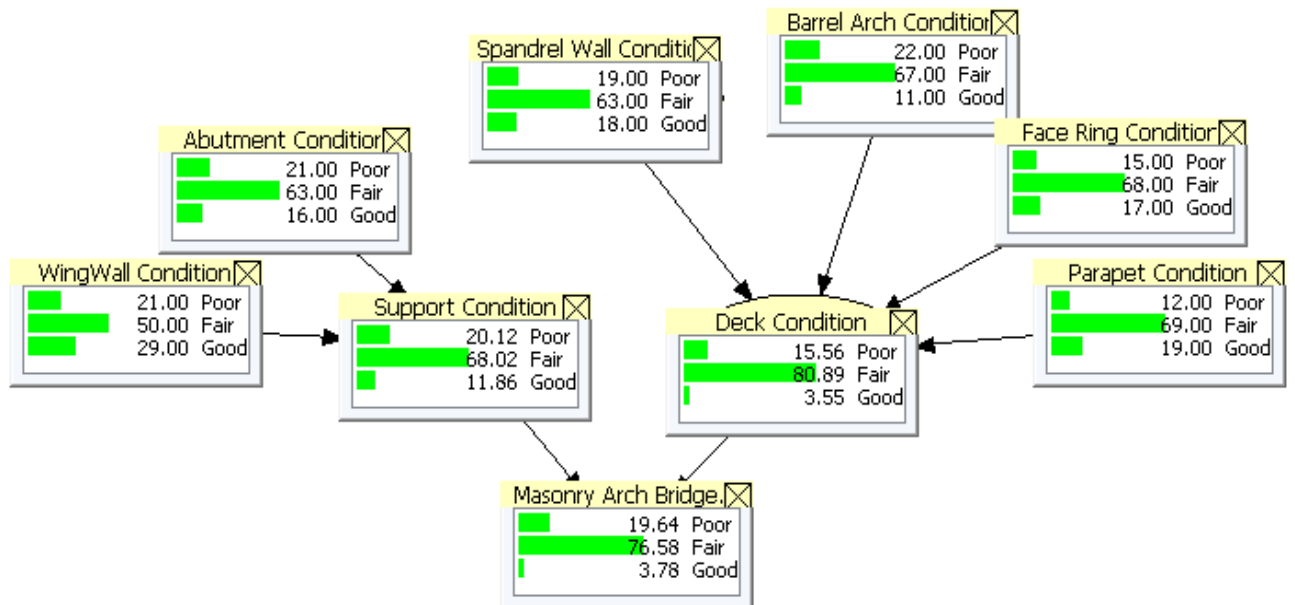 Spandrel Wall Conditio
19.00 Poor
63.00 Fair
18.00 Good
Barrel Arch Condition
22.00 Poor
67.00 Fair
11.00 Good
Abutment Condition
21.00 Poor
63.00 Fair
16.00 Good
Face Ring Condition
15.00 Poor
68.00 Fair
17.00 Good
WingWall Condition
21.00 Poor
50.00 Fair
29.00 Good
Support Condition
20.12 Poor
68.02 Fair
11.86 Good
Deck Condition
15.56 Poor
80.89 Fair
3.55 Good
Parapet Condition
12.00 Poor
69.00 Fair
19.00 Good
Masonry Arch Bridge.
19.64 Poor
76.58 Fair
3.78 Good